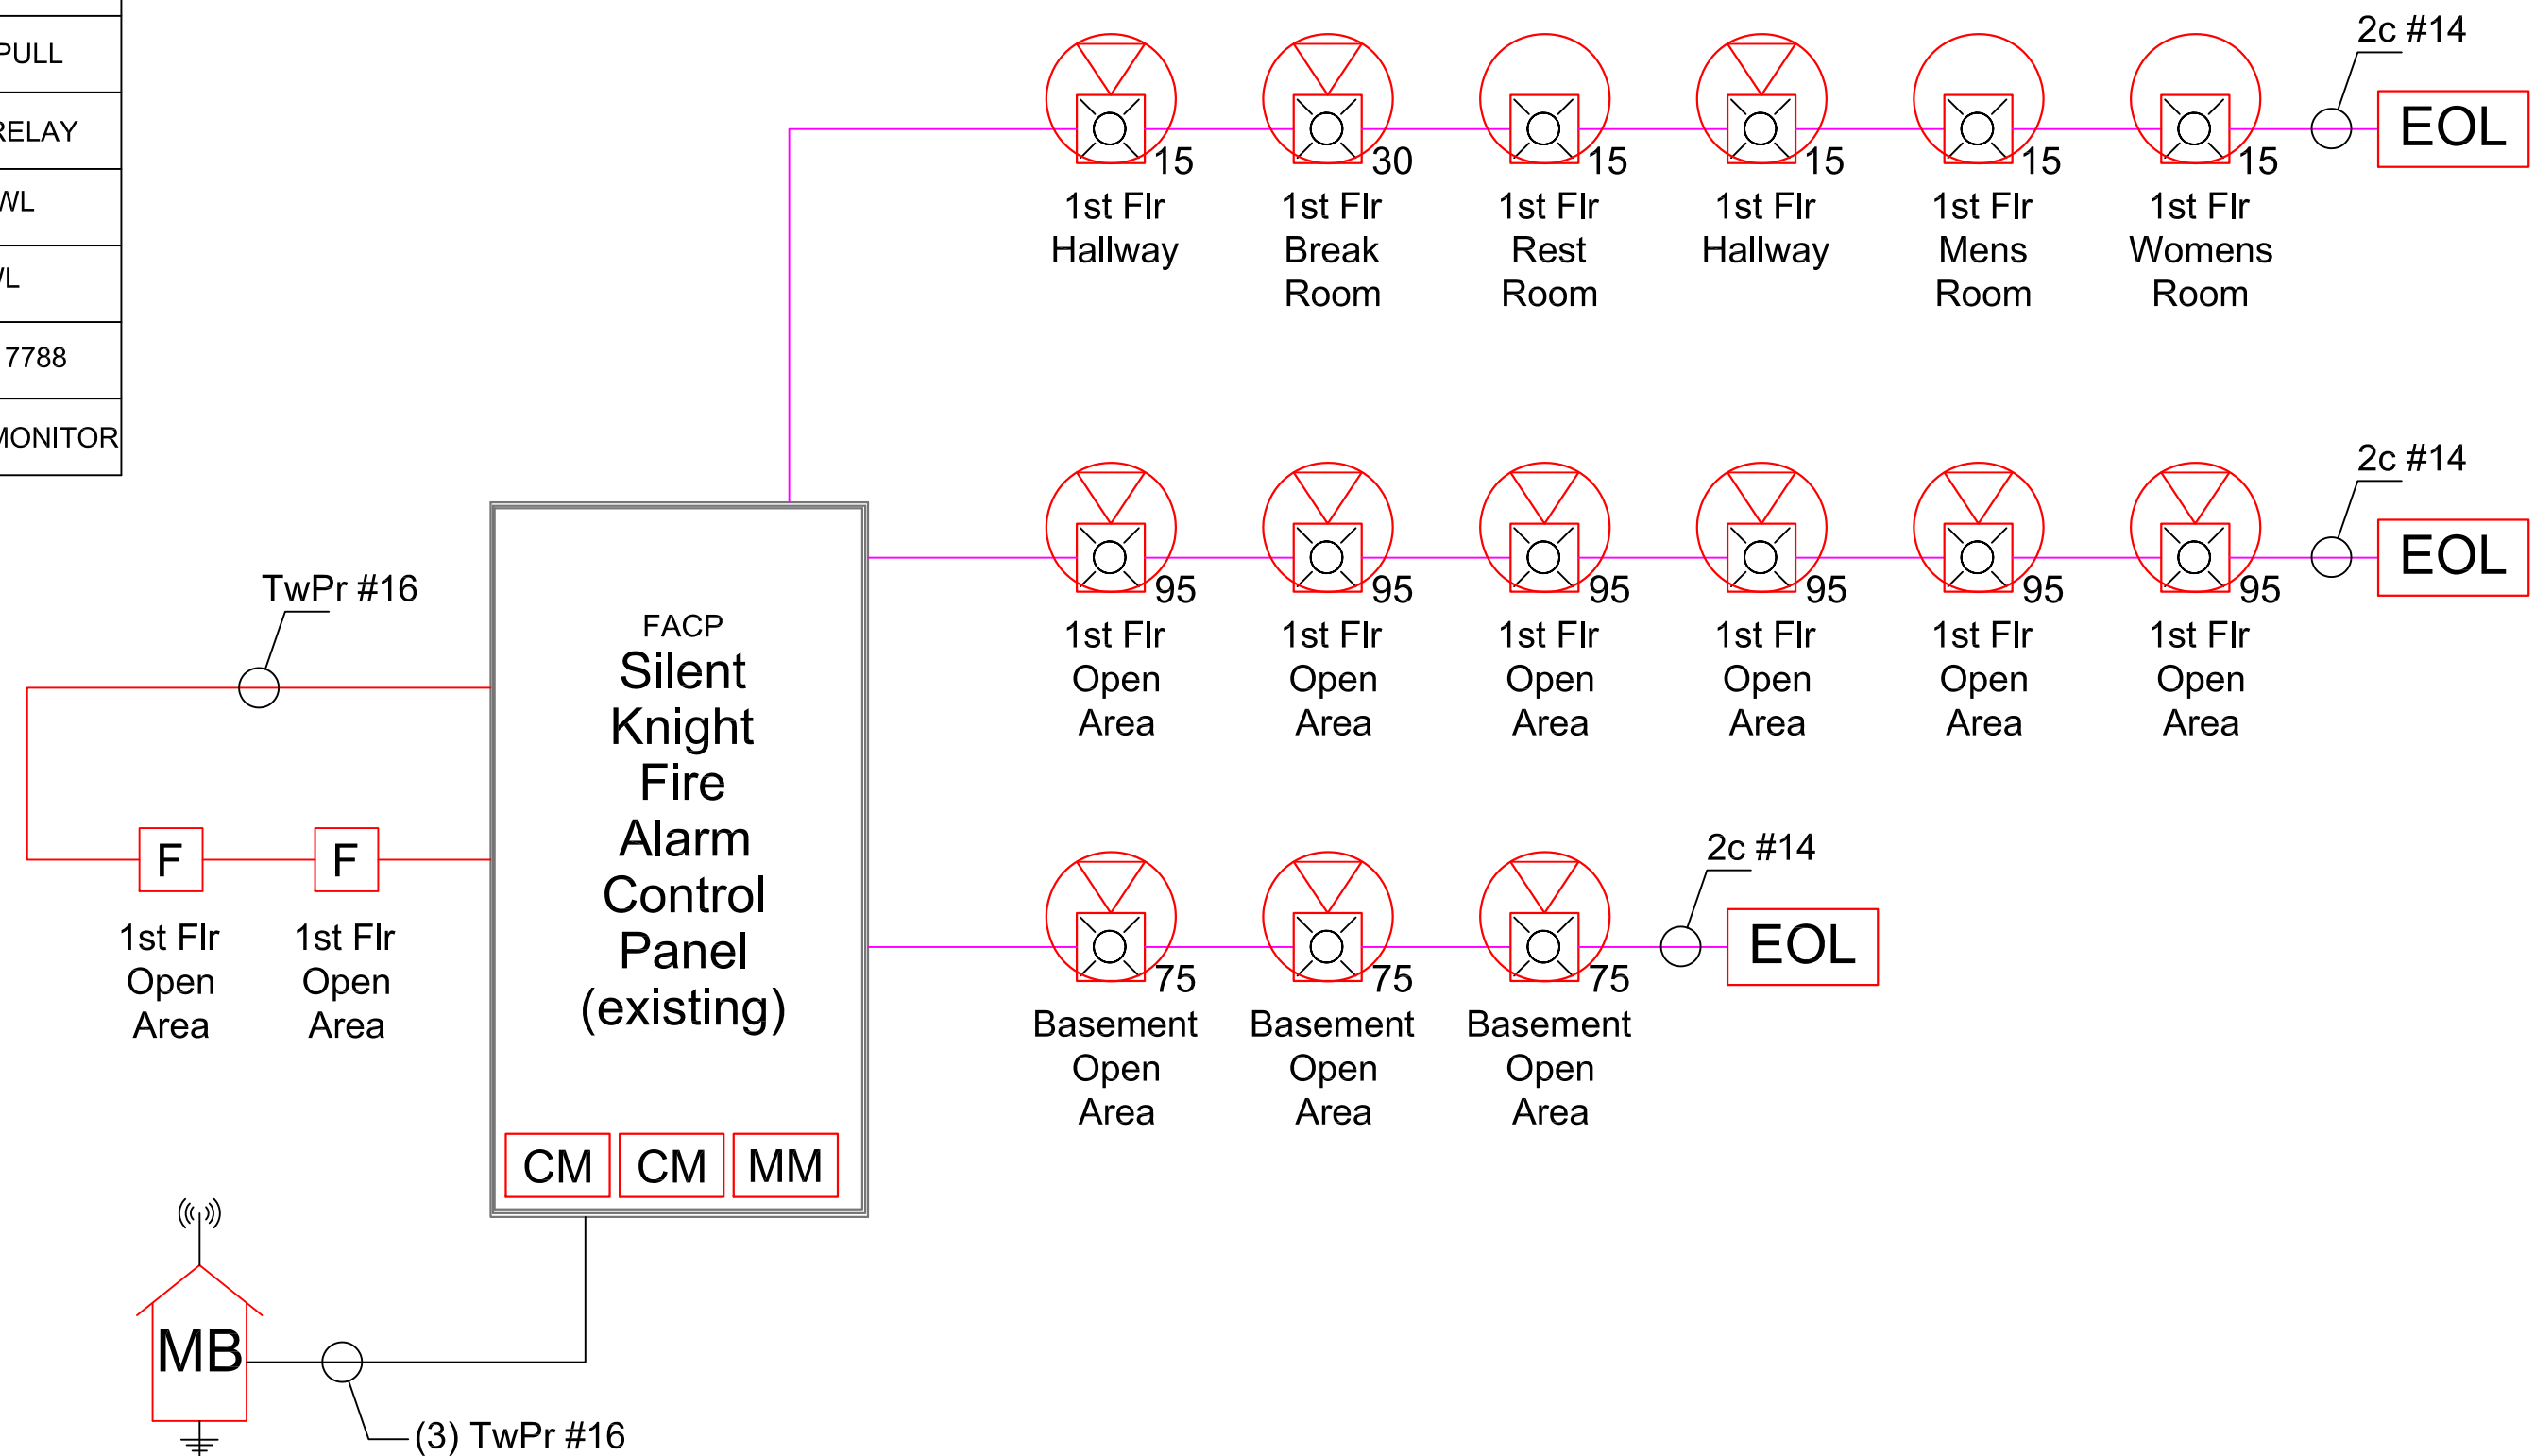 PULL
RELAY
WL
7788
MONITOR
2c #14
15
30
15
15
15
15
EOL
1st Flr
Hallway
1st Flr
Break
Room
1st Flr
Rest
Room
1st Flr
Hallway
1st Flr
Mens
Room
1st Flr
Womens
Room
2c #14
95
95
95
95
95
95
EOL
1st Flr
Open
Area
1st Flr
Open
Area
1st Flr
Open
Area
1st Flr
Open
Area
1st Flr
Open
Area
1st Flr
Open
Area
2c #14
75
75
75
EOL
Basement
Open
Area
Basement
Open
Area
Basement
Open
Area
TwPr #16
F
F
1st Flr
Open
Area
1st Flr
Open
Area
FACP
Silent
Knight
Fire
Alarm
Control
Panel
(existing)
CM CM MM
MB
(3) TwPr #16